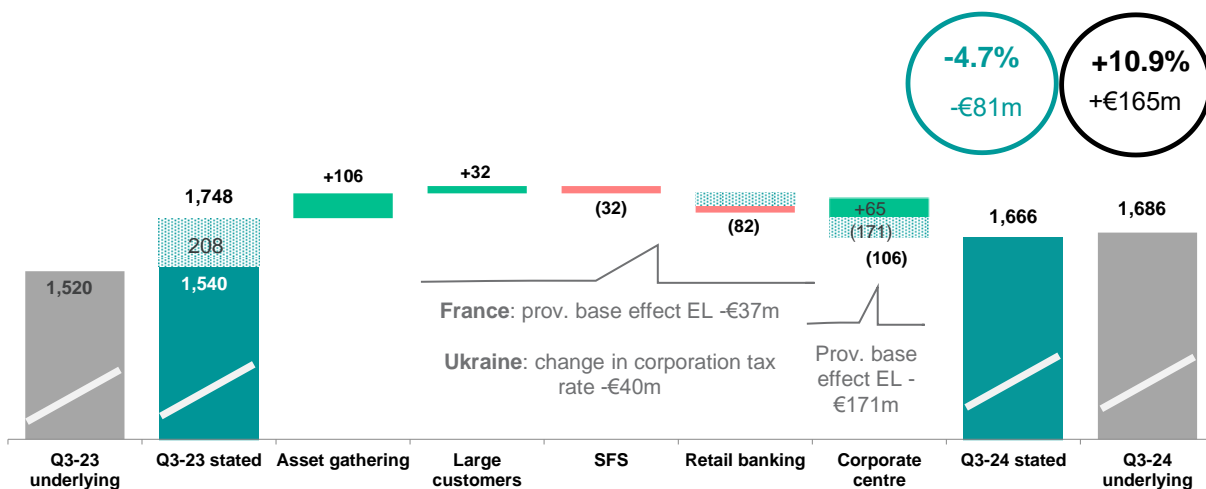 -4.7%
-€81m
+10.9%
+€165m
1,748
+106
+32
(32)
(82)
+65
(171)
(106)
1,666
1,686
208
1,520
1,540
France: prov. base effect EL -€37m
Ukraine: change in corporation tax
rate -€40m
Prov. base
effect EL -
€171m
Q3-23
underlying
Q3-23 stated
Asset gathering
Large
customers
SFS
Retail banking
Corporate
centre
Q3-24 stated
Q3-24
underlying